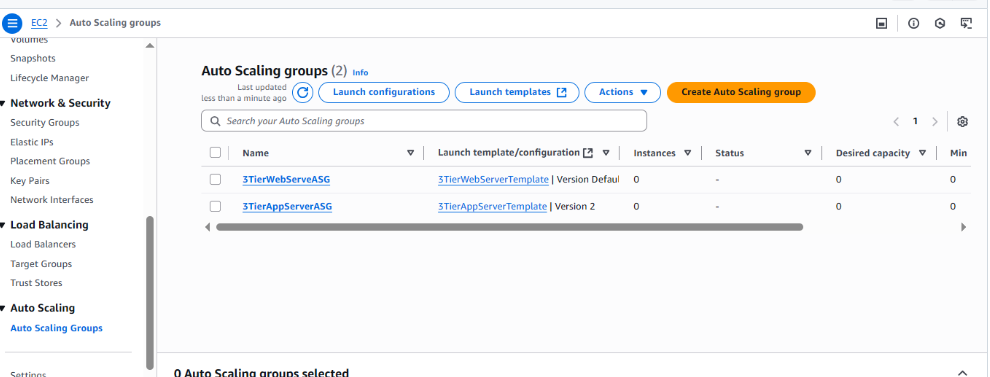 EC2 > Auto Scaling groups
Volumes
Snapshots
Lifecycle Manager
Network & Security
Security Groups
Elastic IPs
Placement Groups
Key Pairs
Network Interfaces
Load Balancing
Load Balancers
Target Groups
Trust Stores
Auto Scaling
Auto Scaling Groups
Settings
Auto Scaling groups (2) Info
Last updated
less than a minute ago
Launch configurations
Launch templates
Actions
Create Auto Scaling group
Search your Auto Scaling groups
1
Name Launch template/configuration Instances Status Desired capacity Min
3TierWebServeASG 3TierWebServerTemplate | Version Defaul 0 - 0 0
3TierAppServerASG 3TierAppServerTemplate | Version 2 0 - 0 0
0 Auto Scaling groups selected